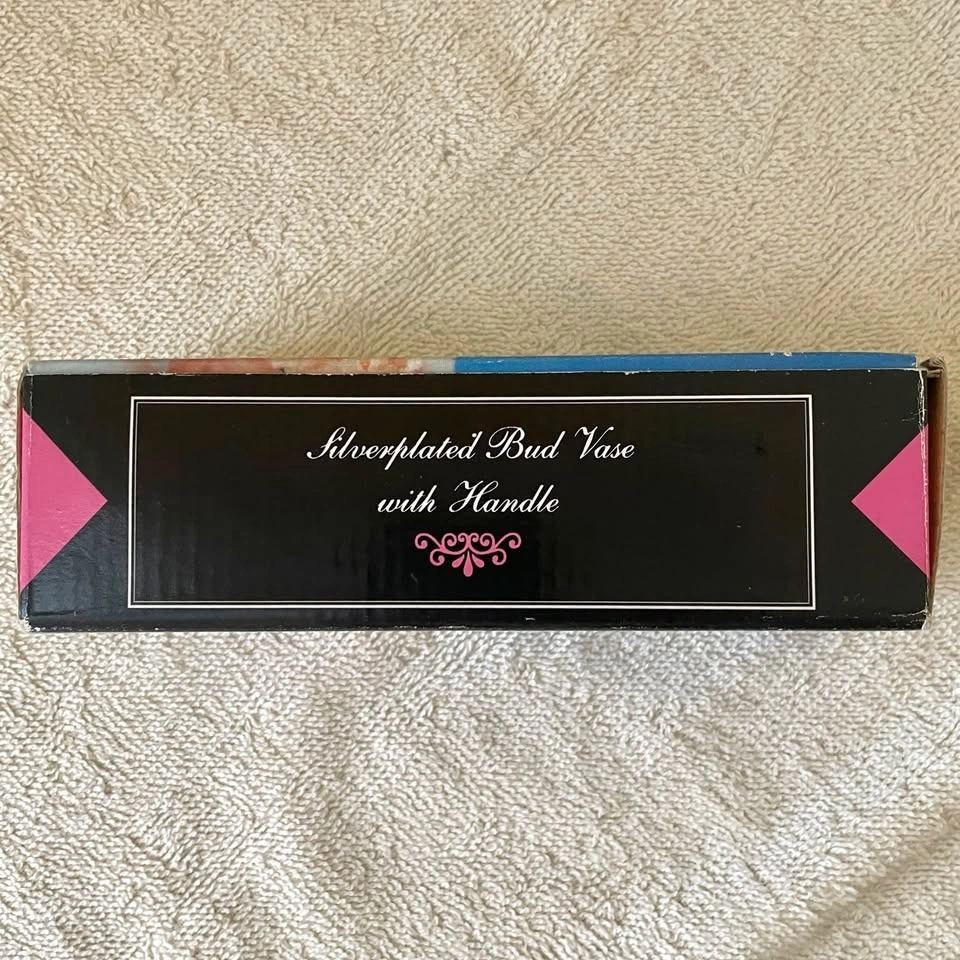 Silverplated Bud Vase
with Handle